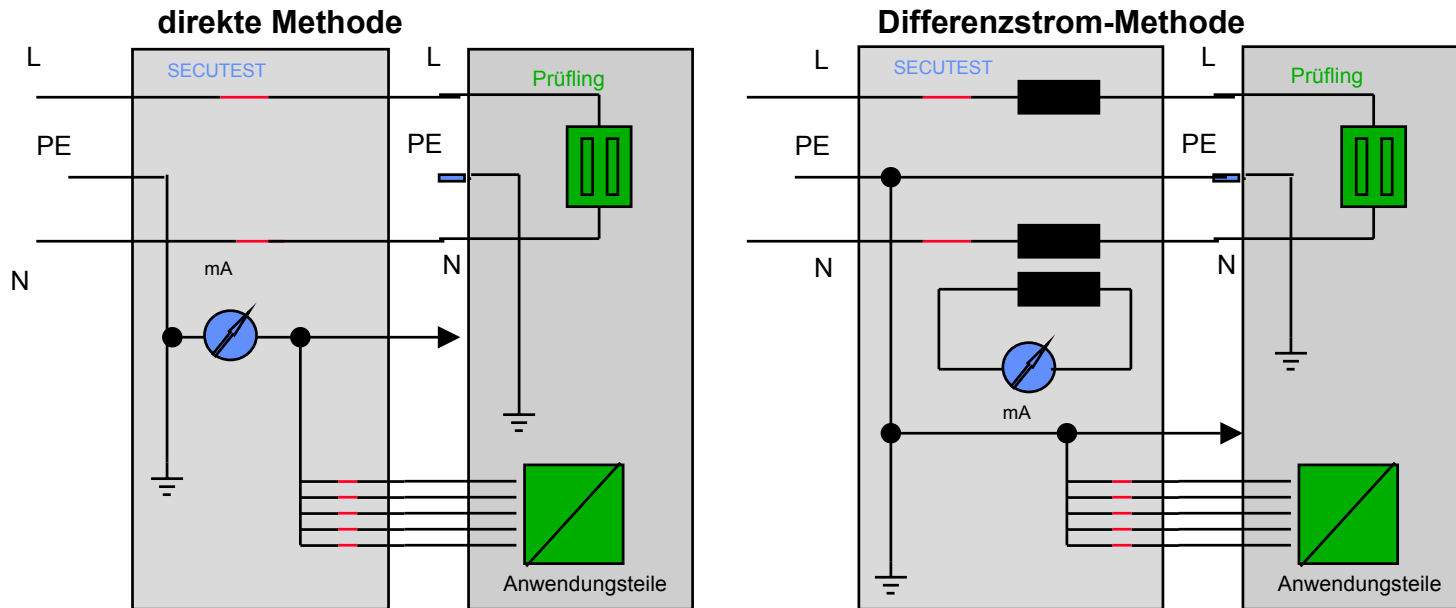 direkte Methode
L
SECUTEST
L
Prüfling
PE
PE
N
N
mA
Anwendungsteile
Differenzstrom-Methode
L
SECUTEST
L
Prüfling
PE
PE
N
N
mA
Anwendungsteile